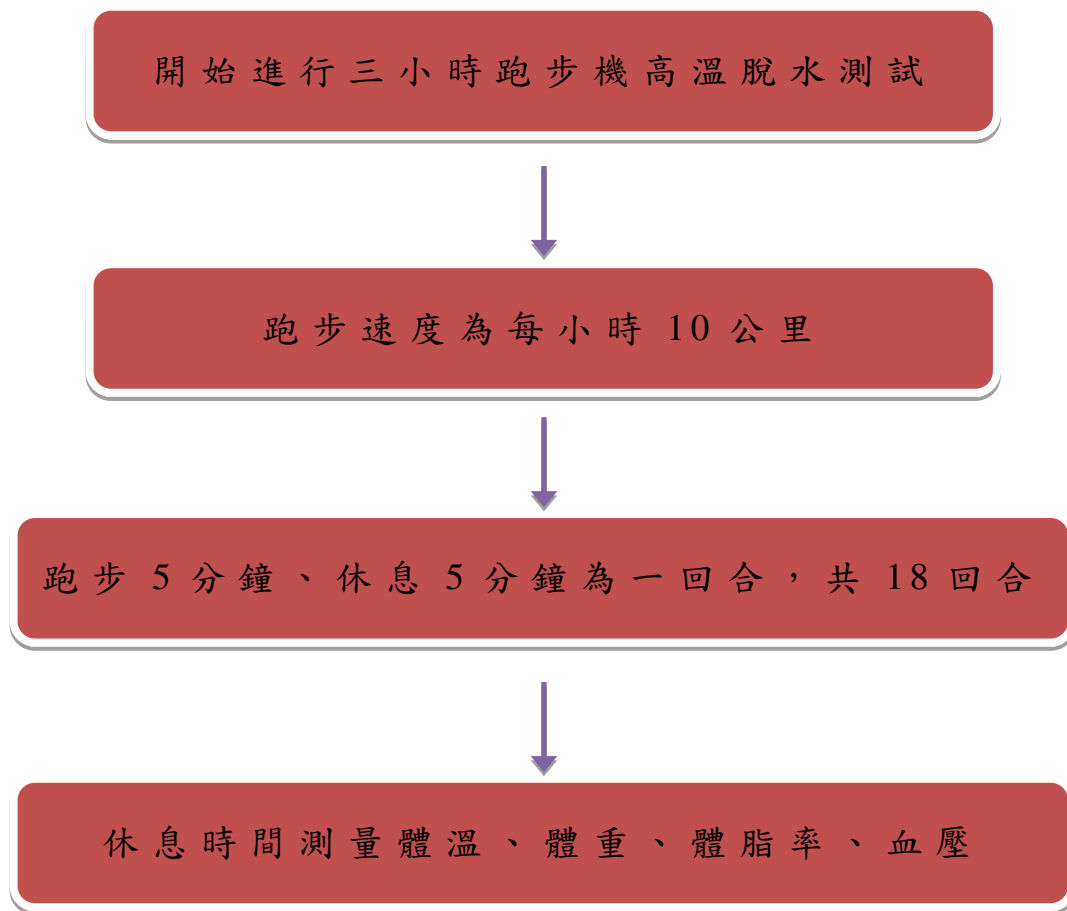 開始進行三小時跑步機高溫脫水測試
跑步速度為每小時 10 公里
跑步 5 分鐘、休息 5 分鐘為一回合，共 18 回合
休息時間測量體溫、體重、體脂率、血壓